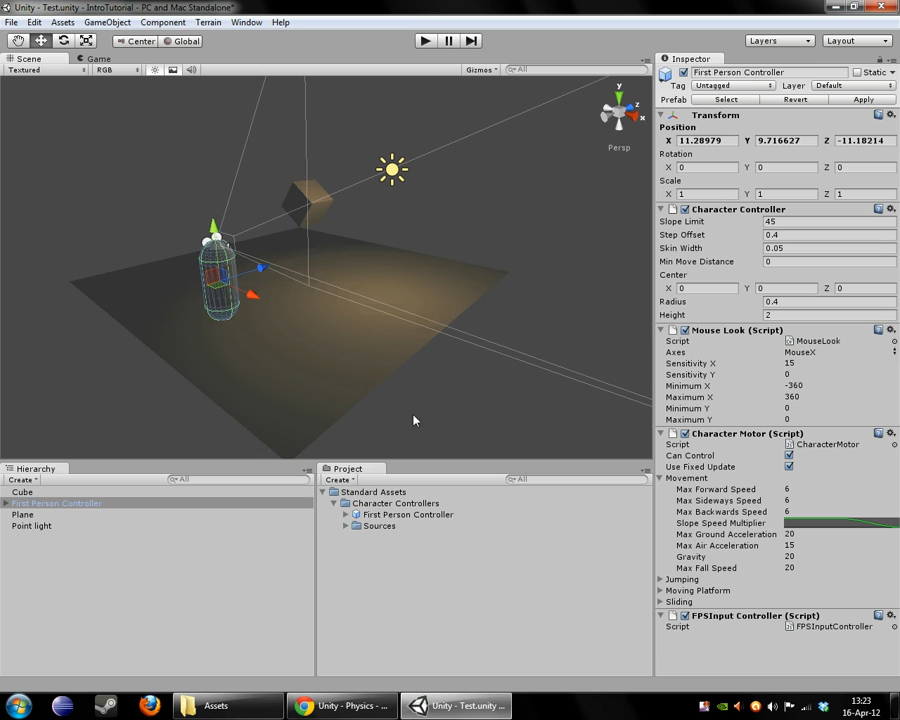 Unity - Test.unity - IntroTutorial - PC and Mac Standalone*
File Edit Assets GameObject Component Terrain Window Help
Center Global Layers Layout
Scene Game
Textured RGB Gizmos All
y
z
x
Persp
Inspector
First Person Controller Static
Tag Untagged Layer Default
Prefab Select Revert Apply
Transform
Position
X 11.28979 Y 9.716627 Z -11.18214
Rotation
X 0 Y 0 Z 0
Scale
X 1 Y 1 Z 1
Character Controller
Slope Limit 45
Step Offset 0.4
Skin Width 0.05
Min Move Distance 0
Center
X 0 Y 0 Z 0
Radius 0.4
Height 2
Mouse Look (Script)
Script MouseLook
Axes MouseX
Sensitivity X 15
Sensitivity Y 0
Minimum X -360
Maximum X 360
Minimum Y 0
Maximum Y 0
Character Motor (Script)
Script CharacterMotor
Can Control
Use Fixed Update
Movement
Max Forward Speed 6
Max Sideways Speed 6
Max Backwards Speed 6
Slope Speed Multiplier
Max Ground Acceleration 20
Max Air Acceleration 15
Gravity 20
Max Fall Speed 20
Jumping
Moving Platform
Sliding
FPSInput Controller (Script)
Script FPSInputController
Hierarchy
Create All
Cube
First Person Controller
Plane
Point light
Project
Create All
Standard Assets
Character Controllers
First Person Controller
Sources
Assets
Unity - Physics - ...
Unity - Test.unity ...
13:23
16-Apr-12